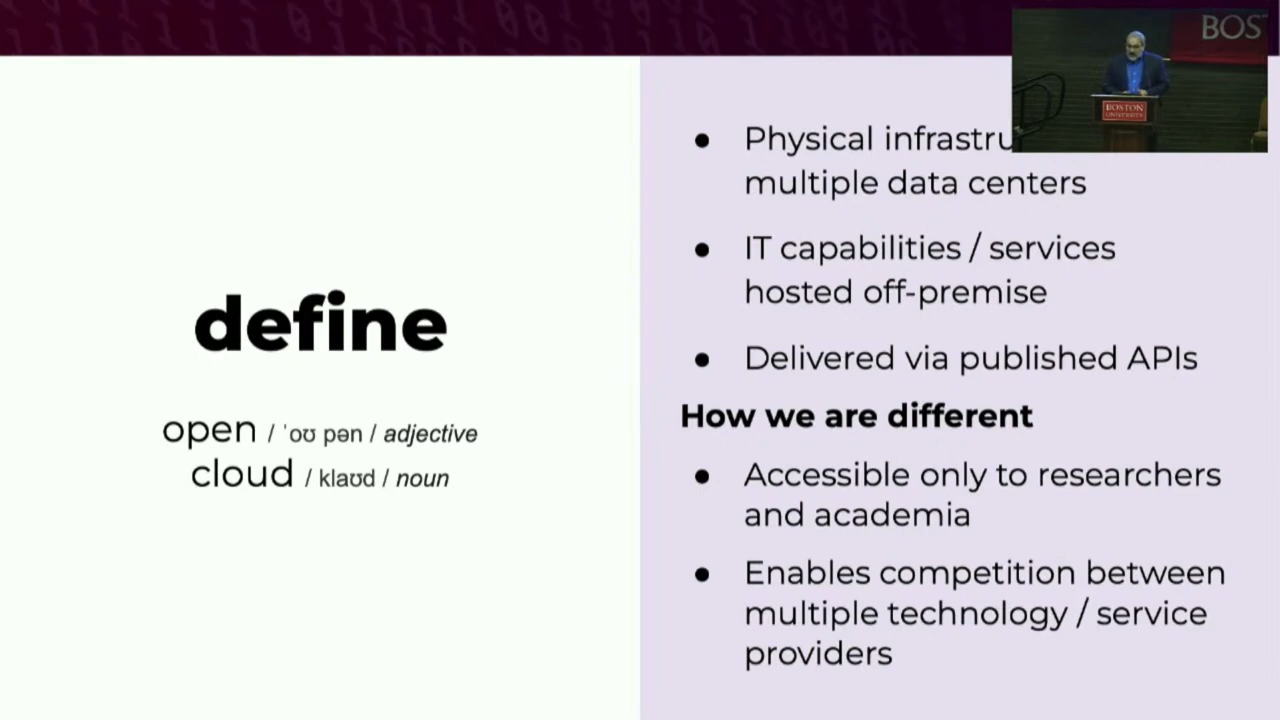 define
open / ˈoʊ pən / adjective
cloud / klaʊd / noun
Physical
multiple data centers
IT capabilities / services
hosted off-premise
Delivered via published APIs
How we are different
Accessible only to researchers
and academia
Enables competition between
multiple technology / service
providers
BOSTON
UNIVERSITY